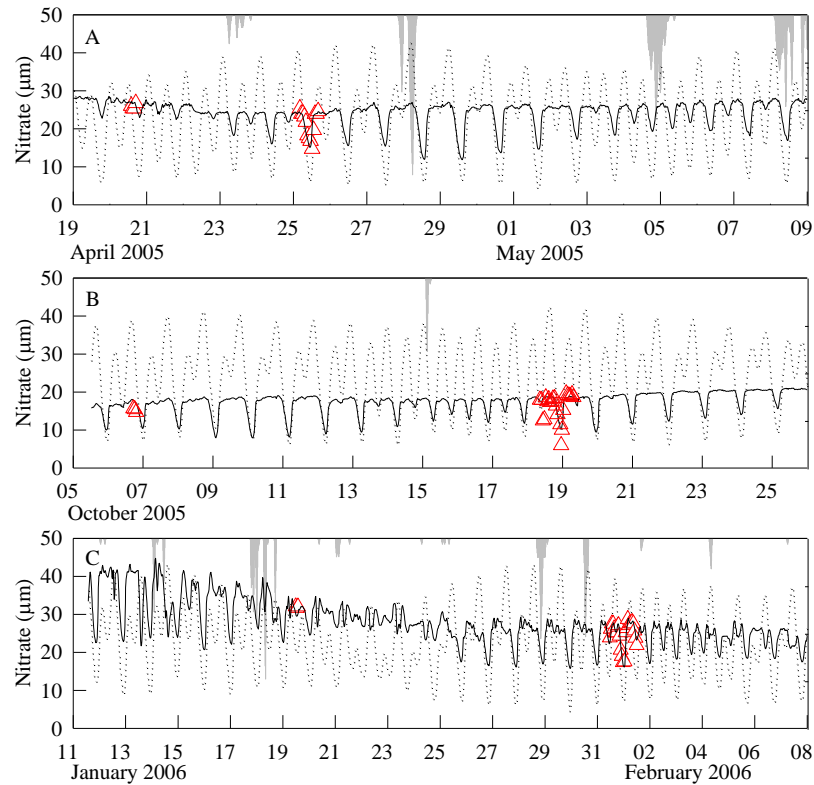 50
40
30
20
10
0
Nitrate (μm)
A
19 21 23 25 27 29 01 03 05 07 09
April 2005 May 2005
50
40
30
20
10
0
Nitrate (μm)
B
05 07 09 11 13 15 17 19 21 23 25
October 2005
50
40
30
20
10
0
Nitrate (μm)
C
11 13 15 17 19 21 23 25 27 29 31 02 04 06 08
January 2006 February 2006